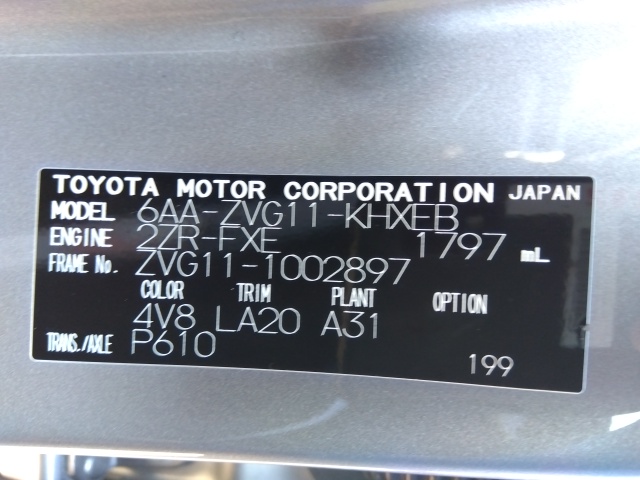 TOYOTA MOTOR CORPORATION JAPAN
MODEL 6AA-ZVG11-KHXEB
ENGINE 2ZR-FXE 1797 mL
FRAME No. ZVG11-1002897
COLOR TRIM PLANT OPTION
4V8 LA20 A31
TRANS./AXLE P610
199